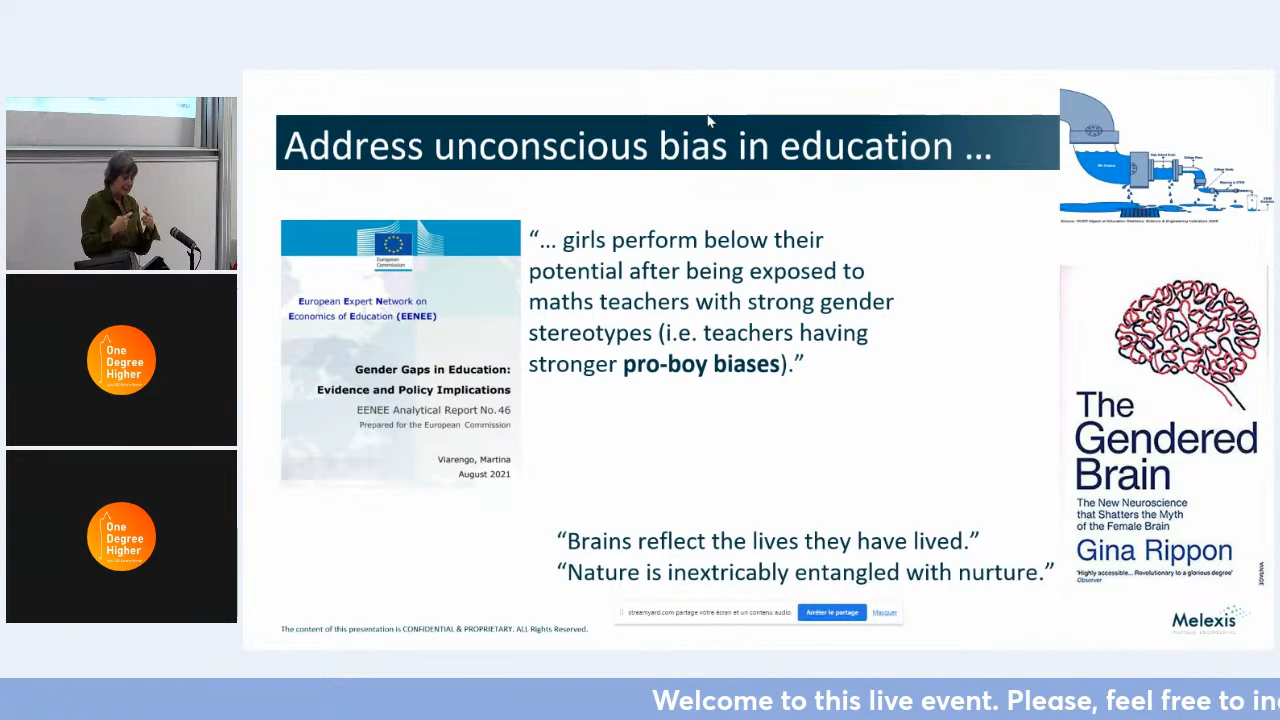 Address unconscious bias in education ...
One
Degree
Higher
One
Degree
Higher
European
Commission
European Expert Network on
Economics of Education (EENEE)
Gender Gaps in Education:
Evidence and Policy Implications
EENEE Analytical Report No.46
Prepared for the European Commission
Viarengo, Martina
August 2021
“... girls perform below their
potential after being exposed to
maths teachers with strong gender
stereotypes (i.e. teachers having
stronger pro-boy biases).”
“Brains reflect the lives they have lived.”
“Nature is inextricably entangled with nurture.”
The
Gendered
Brain
The New Neuroscience
that Shatters the Myth
of the Female Brain
Gina Rippon
'Highly accessible... Revolutionary to a glorious degree'
Observer
VINTAGE
streamyard.com partage votre écran et un contenu audio.
Arrêter le partage
Masquer
The content of this presentation is CONFIDENTIAL & PROPRIETARY. ALL Rights Reserved.
Melexis
INSPIRED ENGINEERING
Welcome to this live event. Please, feel free to in